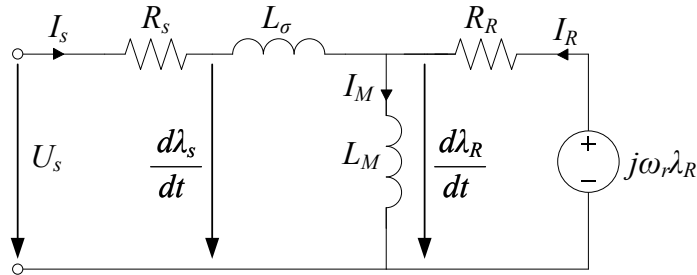 I_s
R_s
L_σ
R_R
I_R
I_M
U_s
dλ_s
dt
L_M
dλ_R
dt
+
−
jω_rλ_R